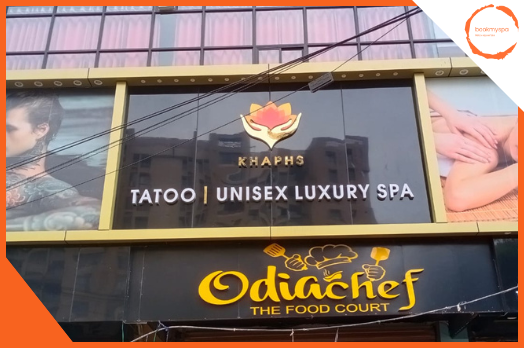 bookmyspa
KHAPHS
TATOO | UNISEX LUXURY SPA
Odiachef
THE FOOD COURT